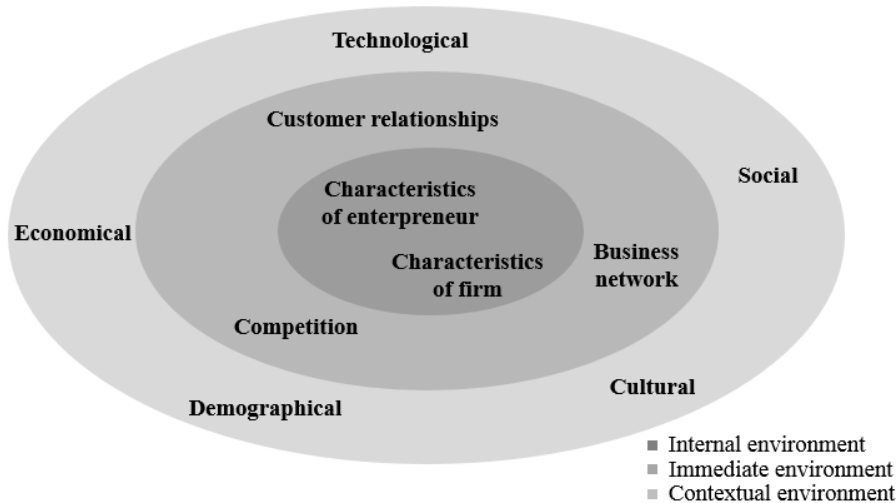 Technological
Customer relationships
Social
Characteristics
of enterpreneur
Economical
Business
network
Characteristics
of firm
Competition
Cultural
Demographical
Internal environment
Immediate environment
Contextual environment